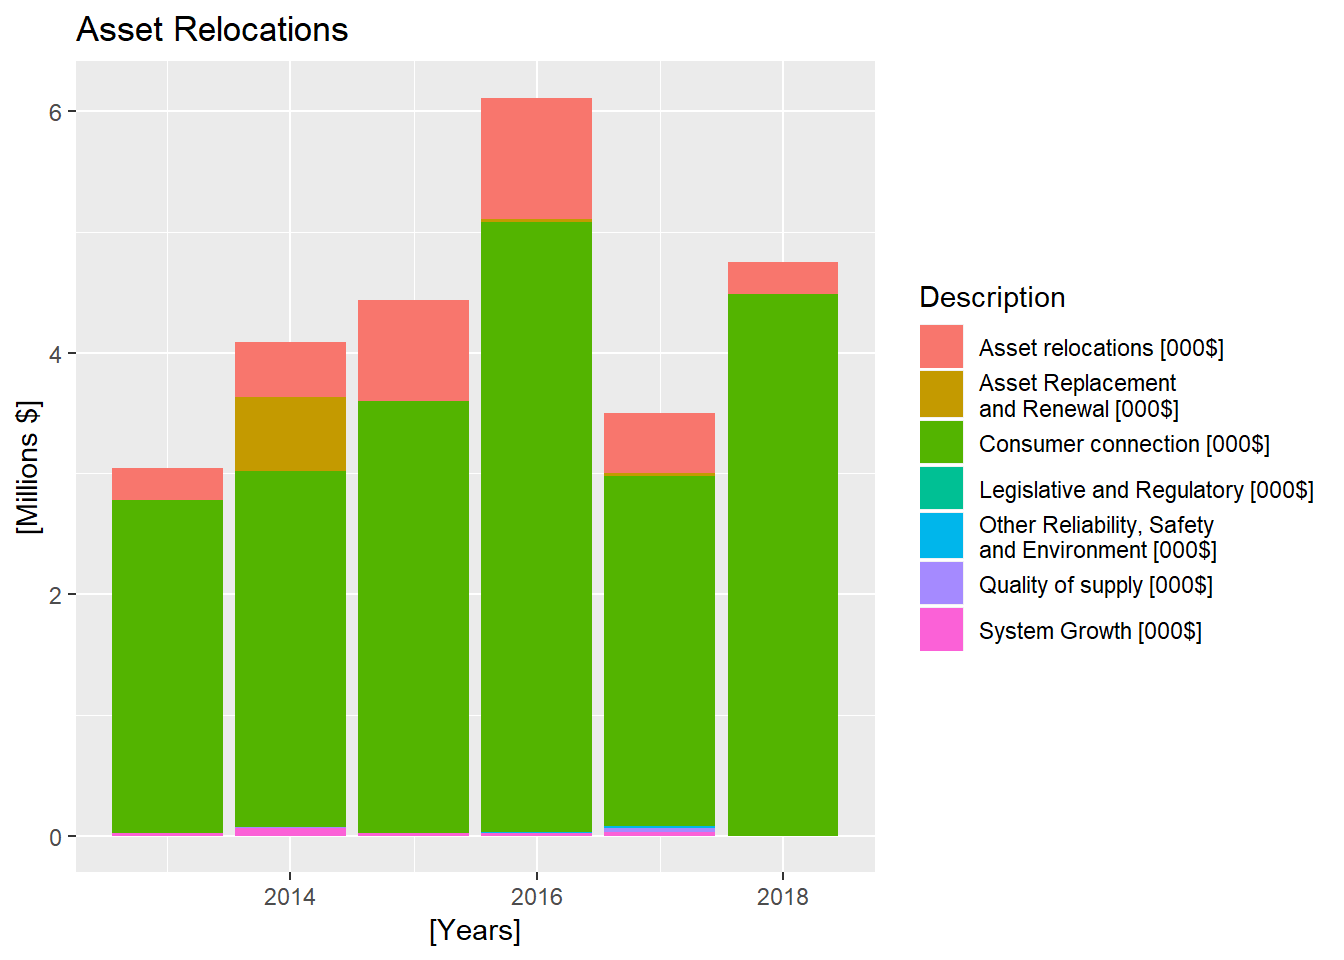 Asset Relocations
[Millions $]
6
4
2
0
2014
2016
2018
[Years]
Description
Asset relocations [000$]
Asset Replacement
and Renewal [000$]
Consumer connection [000$]
Legislative and Regulatory [000$]
Other Reliability, Safety
and Environment [000$]
Quality of supply [000$]
System Growth [000$]